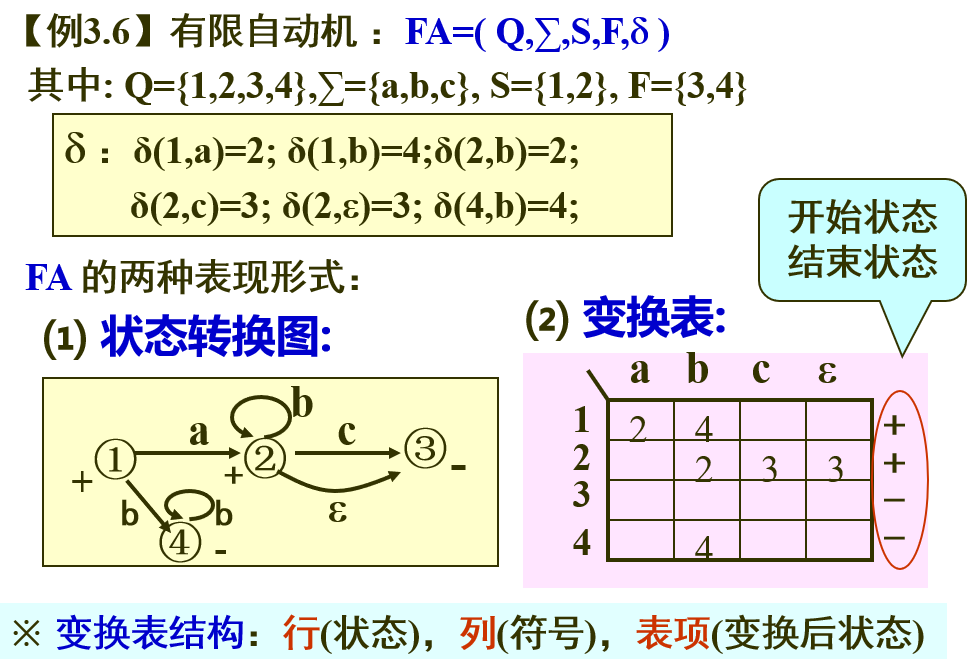 【例3.6】有限自动机：FA=( Q,∑,S,F,δ )
其中: Q={1,2,3,4},∑={a,b,c}, S={1,2}, F={3,4}
δ：δ(1,a)=2; δ(1,b)=4;δ(2,b)=2;
δ(2,c)=3; δ(2,ε)=3; δ(4,b)=4;
开始状态
结束状态
FA 的两种表现形式：
⑴ 状态转换图:
b
a c
+ ① + ② ③ -
b b ε
④ -
⑵ 变换表:
a b c ε
1 2 4 +
2 2 3 3 +
3 −
4 4 −
※ 变换表结构：行(状态)，列(符号)，表项(变换后状态)